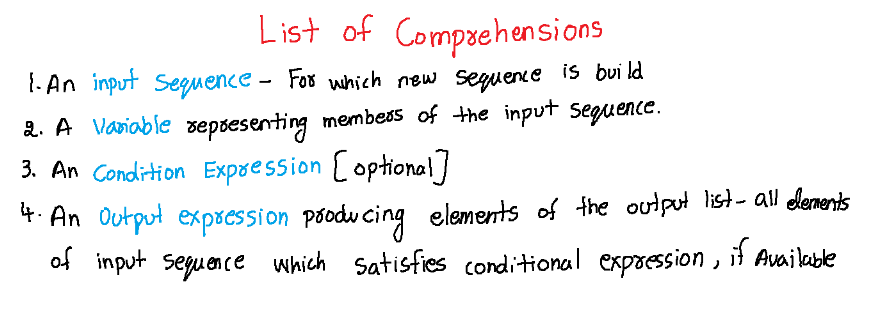 List of Comprehensions
1. An input Sequence - For which new sequence is build
2. A Variable representing members of the input sequence.
3. An Condition Expression [optional]
4. An Output expression producing elements of the output list - all elements
of input sequence which satisfies conditional expression, if Available